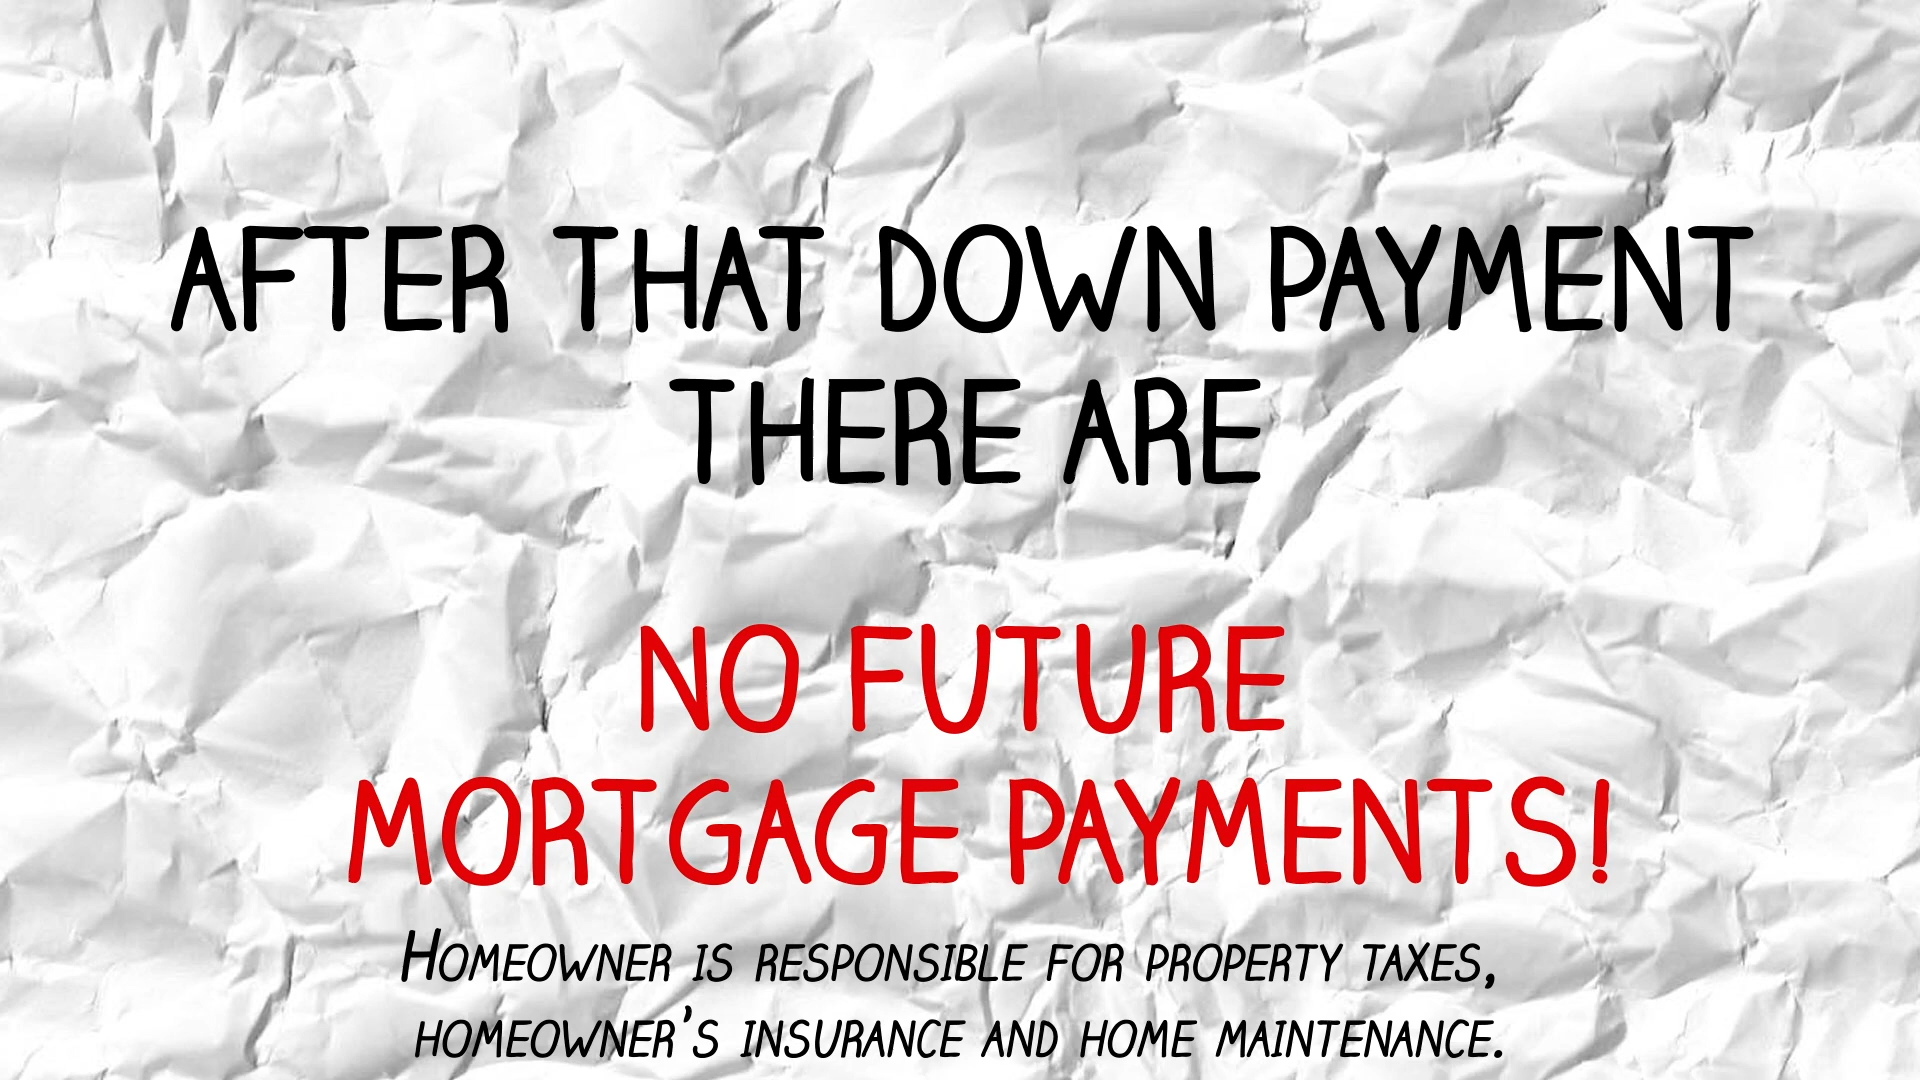 AFTER THAT DOWN PAYMENT
THERE ARE
NO FUTURE
MORTGAGE PAYMENTS!
HOMEOWNER IS RESPONSIBLE FOR PROPERTY TAXES,
HOMEOWNER'S INSURANCE AND HOME MAINTENANCE.